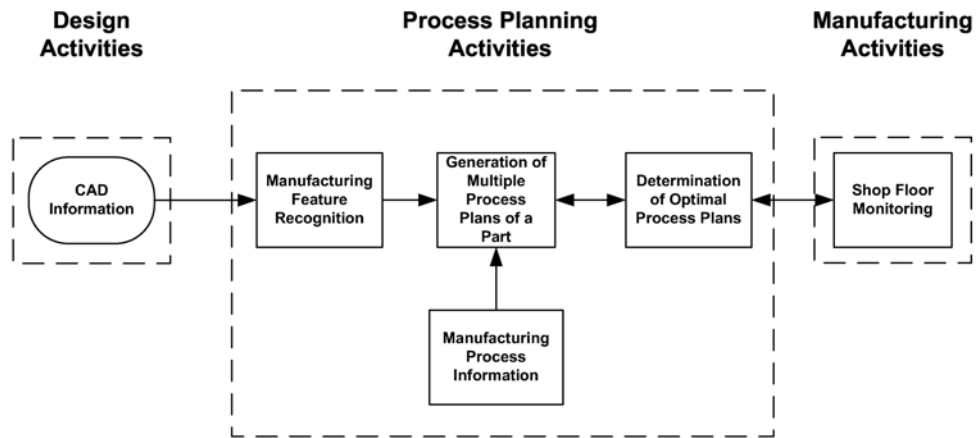 Design
Activities
Process Planning
Activities
Manufacturing
Activities
CAD
Information
Manufacturing
Feature
Recognition
Generation of
Multiple
Process
Plans of a
Part
Determination
of Optimal
Process Plans
Shop Floor
Monitoring
Manufacturing
Process
Information